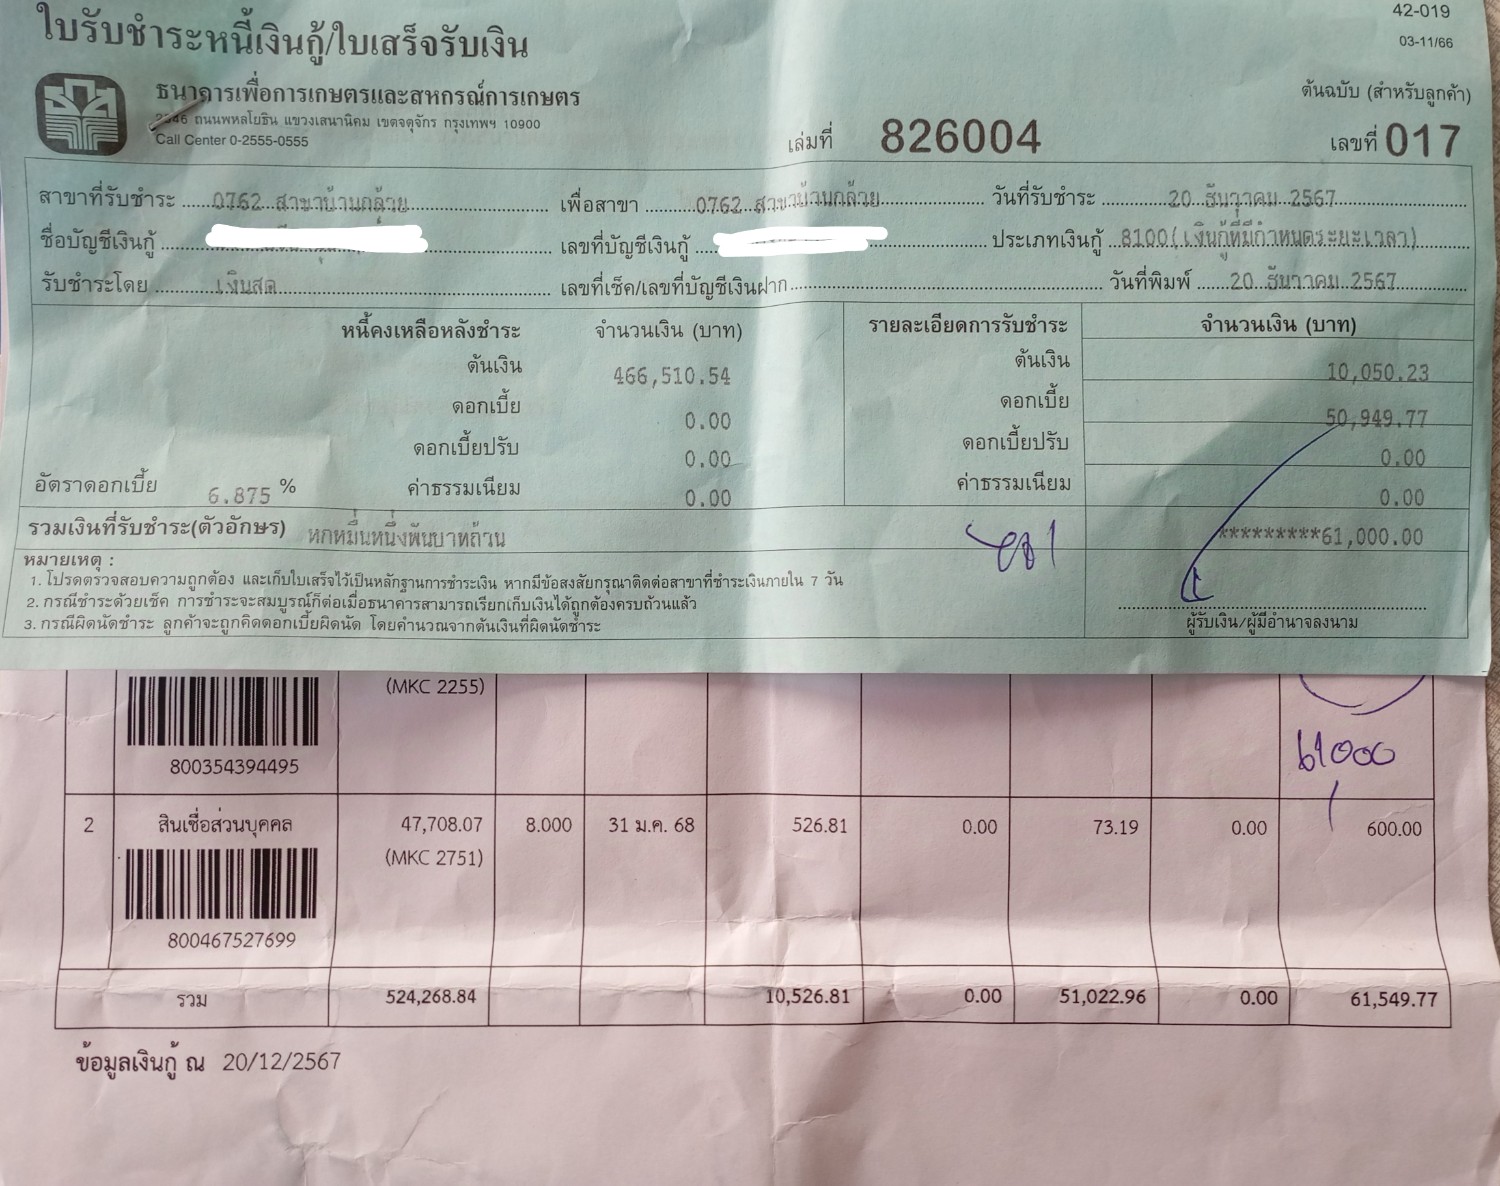 42-019
03-11/66
ใบรับชำระหนี้เงินกู้/ใบเสร็จรับเงิน
ธนาคารเพื่อการเกษตรและสหกรณ์การเกษตร
ต้นฉบับ (สำหรับลูกค้า)
2346 ถนนพหลโยธิน แขวงเสนานิคม เขตจตุจักร กรุงเทพฯ 10900
Call Center 0-2555-0555
เล่มที่ 826004 เลขที่ 017
สาขาที่รับชำระ 0762 สาขาบ้านกล้วย เพื่อสาขา 0762 สาขาบ้านกล้วย วันที่รับชำระ 20 ธันวาคม 2567
ชื่อบัญชีเงินกู้ เลขที่บัญชีเงินกู้ ประเภทเงินกู้ 8100(เงินกู้ที่มีกำหนดระยะเวลา)
รับชำระโดย เงินสด เลขที่เช็ค/เลขที่บัญชีเงินฝาก วันที่พิมพ์ 20 ธันวาคม 2567
หนี้คงเหลือหลังชำระ จำนวนเงิน (บาท) รายละเอียดการรับชำระ จำนวนเงิน (บาท)
ต้นเงิน 466,510.54 ต้นเงิน 10,050.23
ดอกเบี้ย 0.00 ดอกเบี้ย 50,949.77
ดอกเบี้ยปรับ 0.00 ดอกเบี้ยปรับ 0.00
อัตราดอกเบี้ย 6.875 % ค่าธรรมเนียม 0.00 ค่าธรรมเนียม 0.00
รวมเงินที่รับชำระ(ตัวอักษร) หกหมื่นหนึ่งพันบาทถ้วน *********61,000.00
หมายเหตุ :
1. โปรดตรวจสอบความถูกต้อง และเก็บใบเสร็จไว้เป็นหลักฐานการชำระเงิน หากมีข้อสงสัยกรุณาติดต่อสาขาที่ชำระเงินภายใน 7 วัน
2. กรณีชำระด้วยเช็ค การชำระจะสมบูรณ์ก็ต่อเมื่อธนาคารสามารถเรียกเก็บเงินได้ถูกต้องครบถ้วนแล้ว
3. กรณีผิดนัดชำระ ลูกค้าจะถูกคิดดอกเบี้ยผิดนัด โดยคำนวณจากต้นเงินที่ผิดนัดชำระ
ผู้รับเงิน/ผู้มีอำนาจลงนาม
(MKC 2255)
61000
800354394495
2 สินเชื่อส่วนบุคคล 47,708.07 8.000 31 ม.ค. 68 526.81 0.00 73.19 0.00 600.00
(MKC 2751)
800467527699
รวม 524,268.84 10,526.81 0.00 51,022.96 0.00 61,549.77
ข้อมูลเงินกู้ ณ 20/12/2567